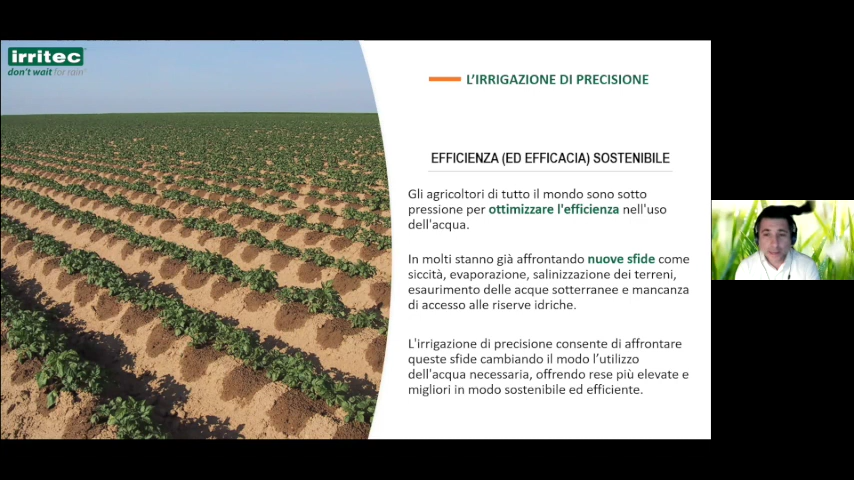 irritec
don't wait for rain
L'IRRIGAZIONE DI PRECISIONE
EFFICIENZA (ED EFFICACIA) SOSTENIBILE
Gli agricoltori di tutto il mondo sono sotto
pressione per ottimizzare l'efficienza nell'uso
dell'acqua.
In molti stanno già affrontando nuove sfide come
siccità, evaporazione, salinizzazione dei terreni,
esaurimento delle acque sotterranee e mancanza
di accesso alle riserve idriche.
L'irrigazione di precisione consente di affrontare
queste sfide cambiando il modo l’utilizzo
dell'acqua necessaria, offrendo rese più elevate e
migliori in modo sostenibile ed efficiente.